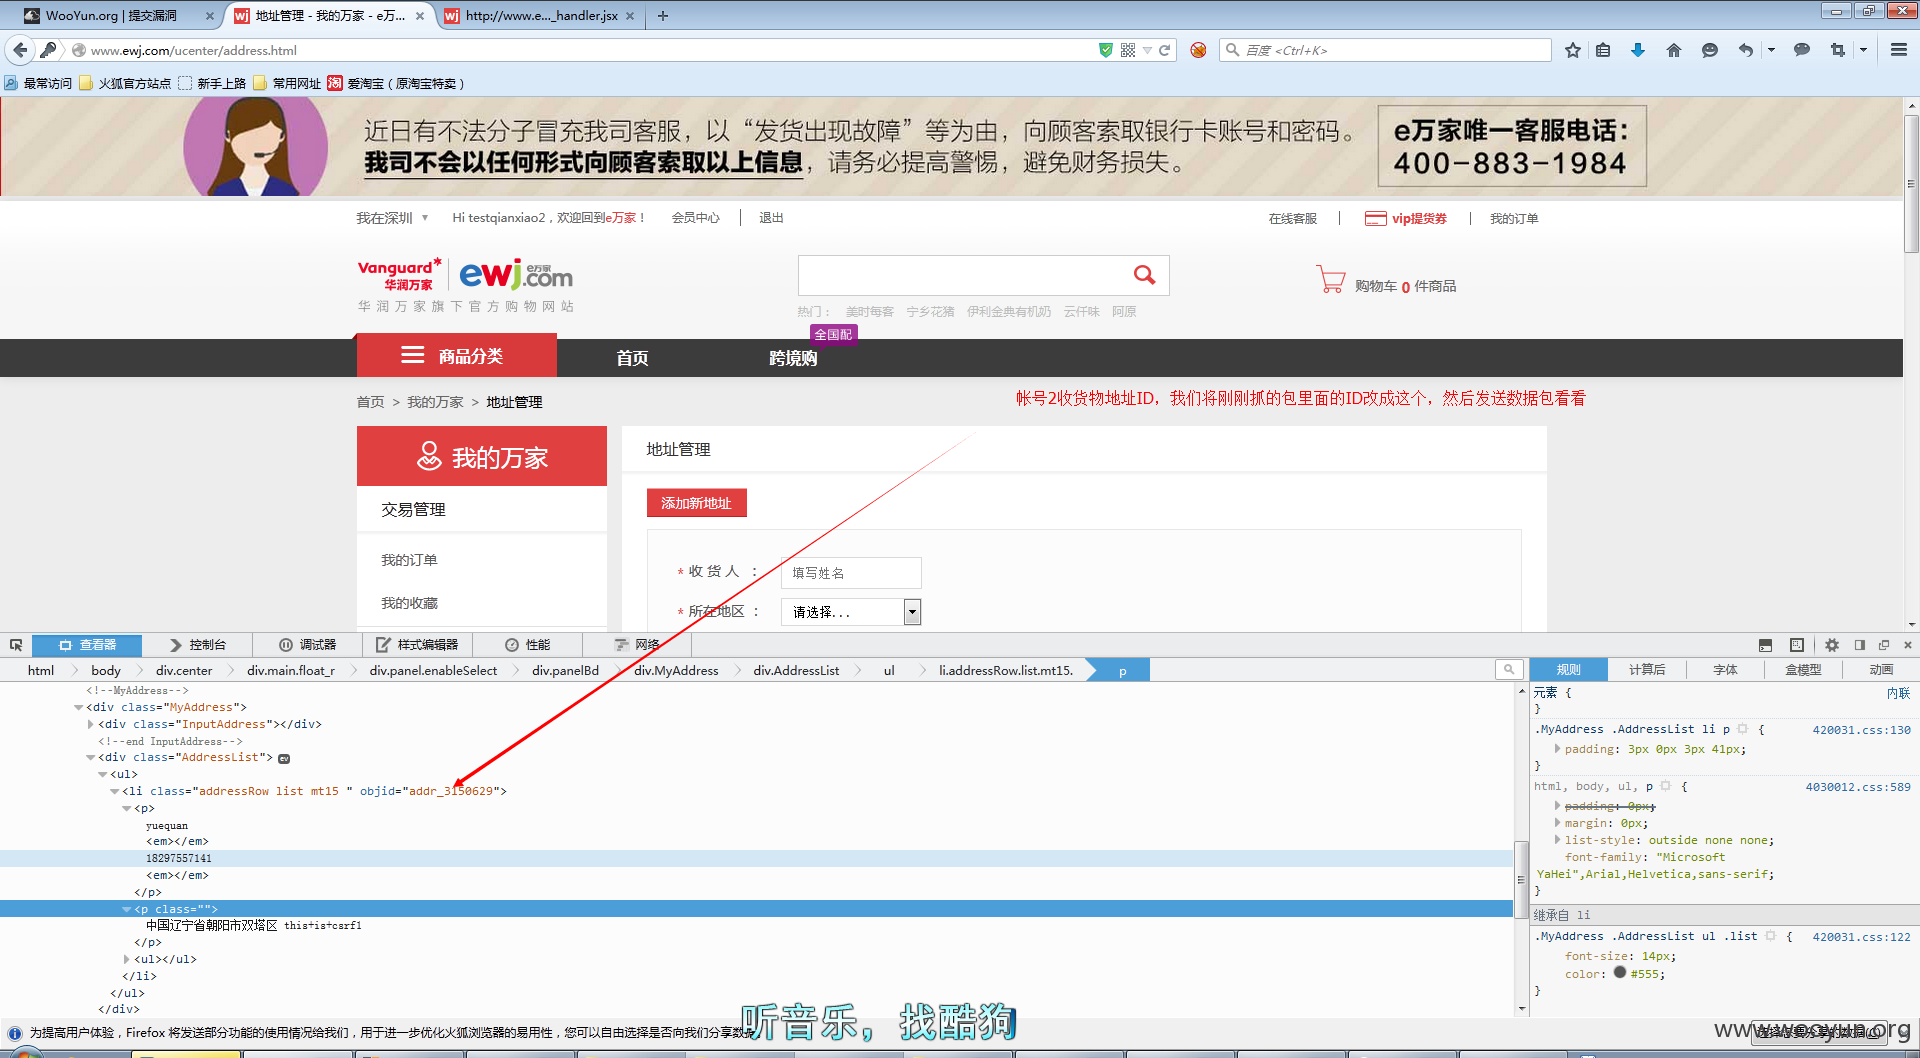 WooYun.org | 提交漏洞
地址管理 - 我的万家 - e万...
http://www.e..._handler.jsx
www.ewj.com/ucenter/address.html
百度 <Ctrl+K>
最常访问 火狐官方站点 新手上路 常用网址 爱淘宝（原淘宝特卖）
近日有不法分子冒充我司客服，以“发货出现故障”等为由，向顾客索取银行卡账号和密码。
我司不会以任何形式向顾客索取以上信息，请务必提高警惕，避免财务损失。
e万家唯一客服电话：
400-883-1984
我在深圳 Hi testqianxiao2，欢迎回到e万家！ 会员中心 退出
在线客服 vip提货券 我的订单
Vanguard 华润万家 ewj.com e万家
华润万家旗下官方购物网站
购物车 0 件商品
热门： 美时每客 宁乡花猪 伊利金典有机奶 云仟味 阿原
全国配
商品分类 首页 跨境购
首页 > 我的万家 > 地址管理
帐号2收货物地址ID，我们将刚刚抓的包里面的ID改成这个，然后发送数据包看看
我的万家
地址管理
添加新地址
交易管理
我的订单
我的收藏
* 收 货 人 ： 填写姓名
* 所在地区 ： 请选择...
查看器 控制台 调试器 样式编辑器 性能 网络
html body div.center div.main.float_r div.panel.enableSelect div.panelBd div.MyAddress div.AddressList ul li.addressRow.list.mt15. p
规则 计算后 字体 盒模型 动画
<!--MyAddress-->
<div class="MyAddress">
<div class="InputAddress"></div>
<!--end InputAddress-->
<div class="AddressList"> ev
<ul>
<li class="addressRow list mt15 " objid="addr_3150629">
<p>
yuequan
<em></em>
18297557141
<em></em>
</p>
<p class="">
中国辽宁省朝阳市双塔区 this+is+csrf1
</p>
<ul></ul>
</li>
</ul>
</div>
元素 { 内联
}
.MyAddress .AddressList li p { 420031.css:130
padding: 3px 0px 3px 41px;
}
html, body, ul, p { 4030012.css:589
padding: 0px;
margin: 0px;
list-style: outside none none;
font-family: "Microsoft
YaHei",Arial,Helvetica,sans-serif;
}
继承自 li
.MyAddress .AddressList ul .list { 420031.css:122
font-size: 14px;
color: #555;
}
听音乐，找酷狗
为提高用户体验，Firefox 将发送部分功能的使用情况给我们，用于进一步优化火狐浏览器的易用性，您可以自由选择是否向我们分享数据
www.wooyun.org